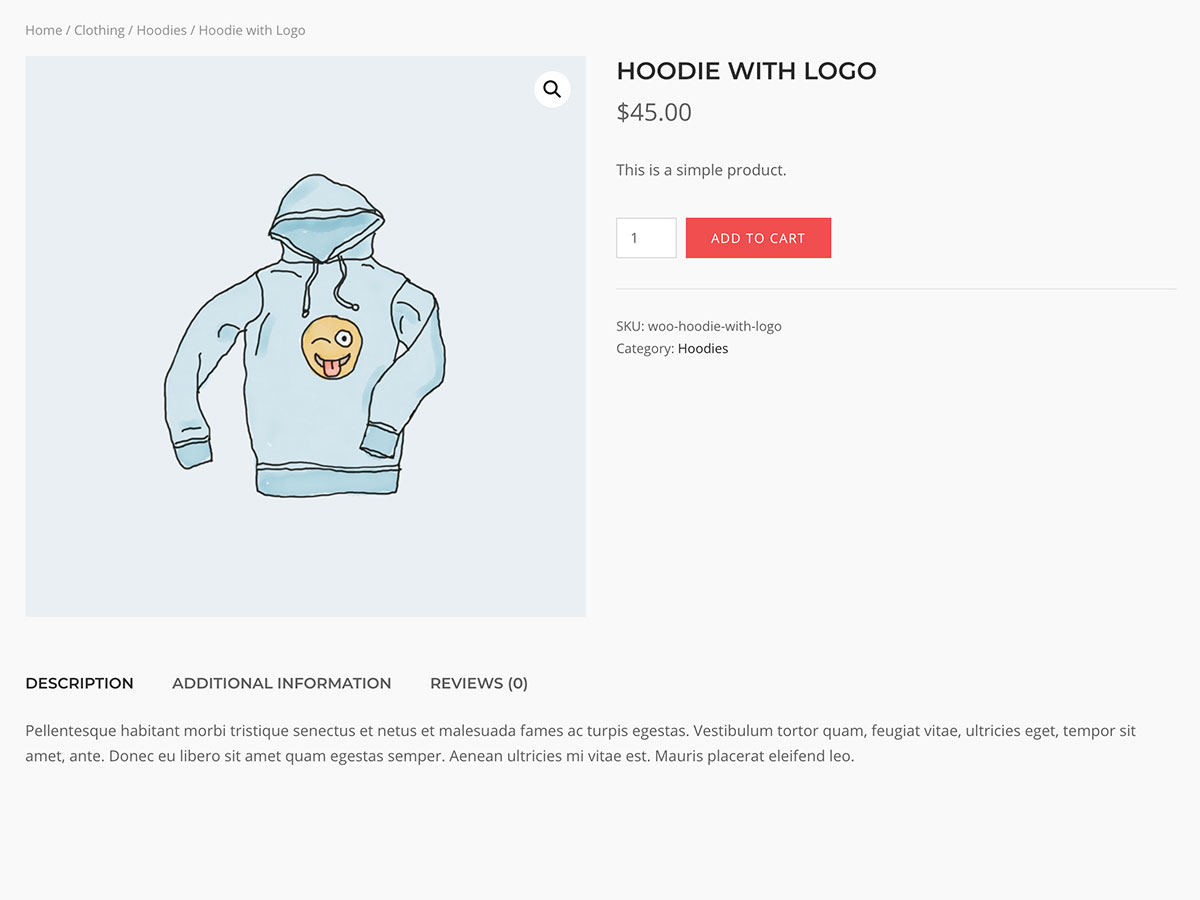 Home / Clothing / Hoodies / Hoodie with Logo
HOODIE WITH LOGO
$45.00
This is a simple product.
1
ADD TO CART
SKU: woo-hoodie-with-logo
Category: Hoodies
DESCRIPTION
ADDITIONAL INFORMATION
REVIEWS (0)
Pellentesque habitant morbi tristique senectus et netus et malesuada fames ac turpis egestas. Vestibulum tortor quam, feugiat vitae, ultricies eget, tempor sit
amet, ante. Donec eu libero sit amet quam egestas semper. Aenean ultricies mi vitae est. Mauris placerat eleifend leo.